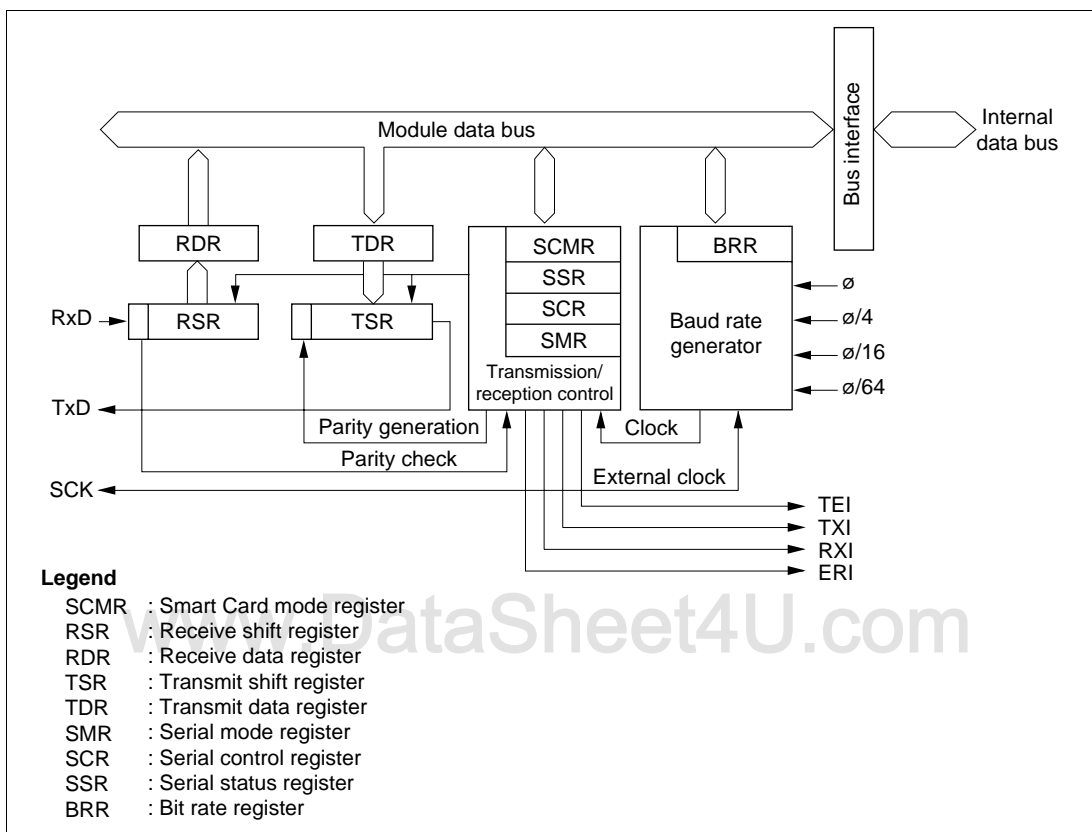 Module data bus
Bus interface
Internal
data bus
RDR
TDR
SCMR
SSR
SCR
SMR
Transmission/
reception control
BRR
Baud rate
generator
ø
ø/4
ø/16
ø/64
RxD
RSR
TSR
TxD
Parity generation
Parity check
Clock
SCK
External clock
TEI
TXI
RXI
ERI
Legend
SCMR : Smart Card mode register
RSR : Receive shift register
RDR : Receive data register
TSR : Transmit shift register
TDR : Transmit data register
SMR : Serial mode register
SCR : Serial control register
SSR : Serial status register
BRR : Bit rate register
www.DataSheet4U.com